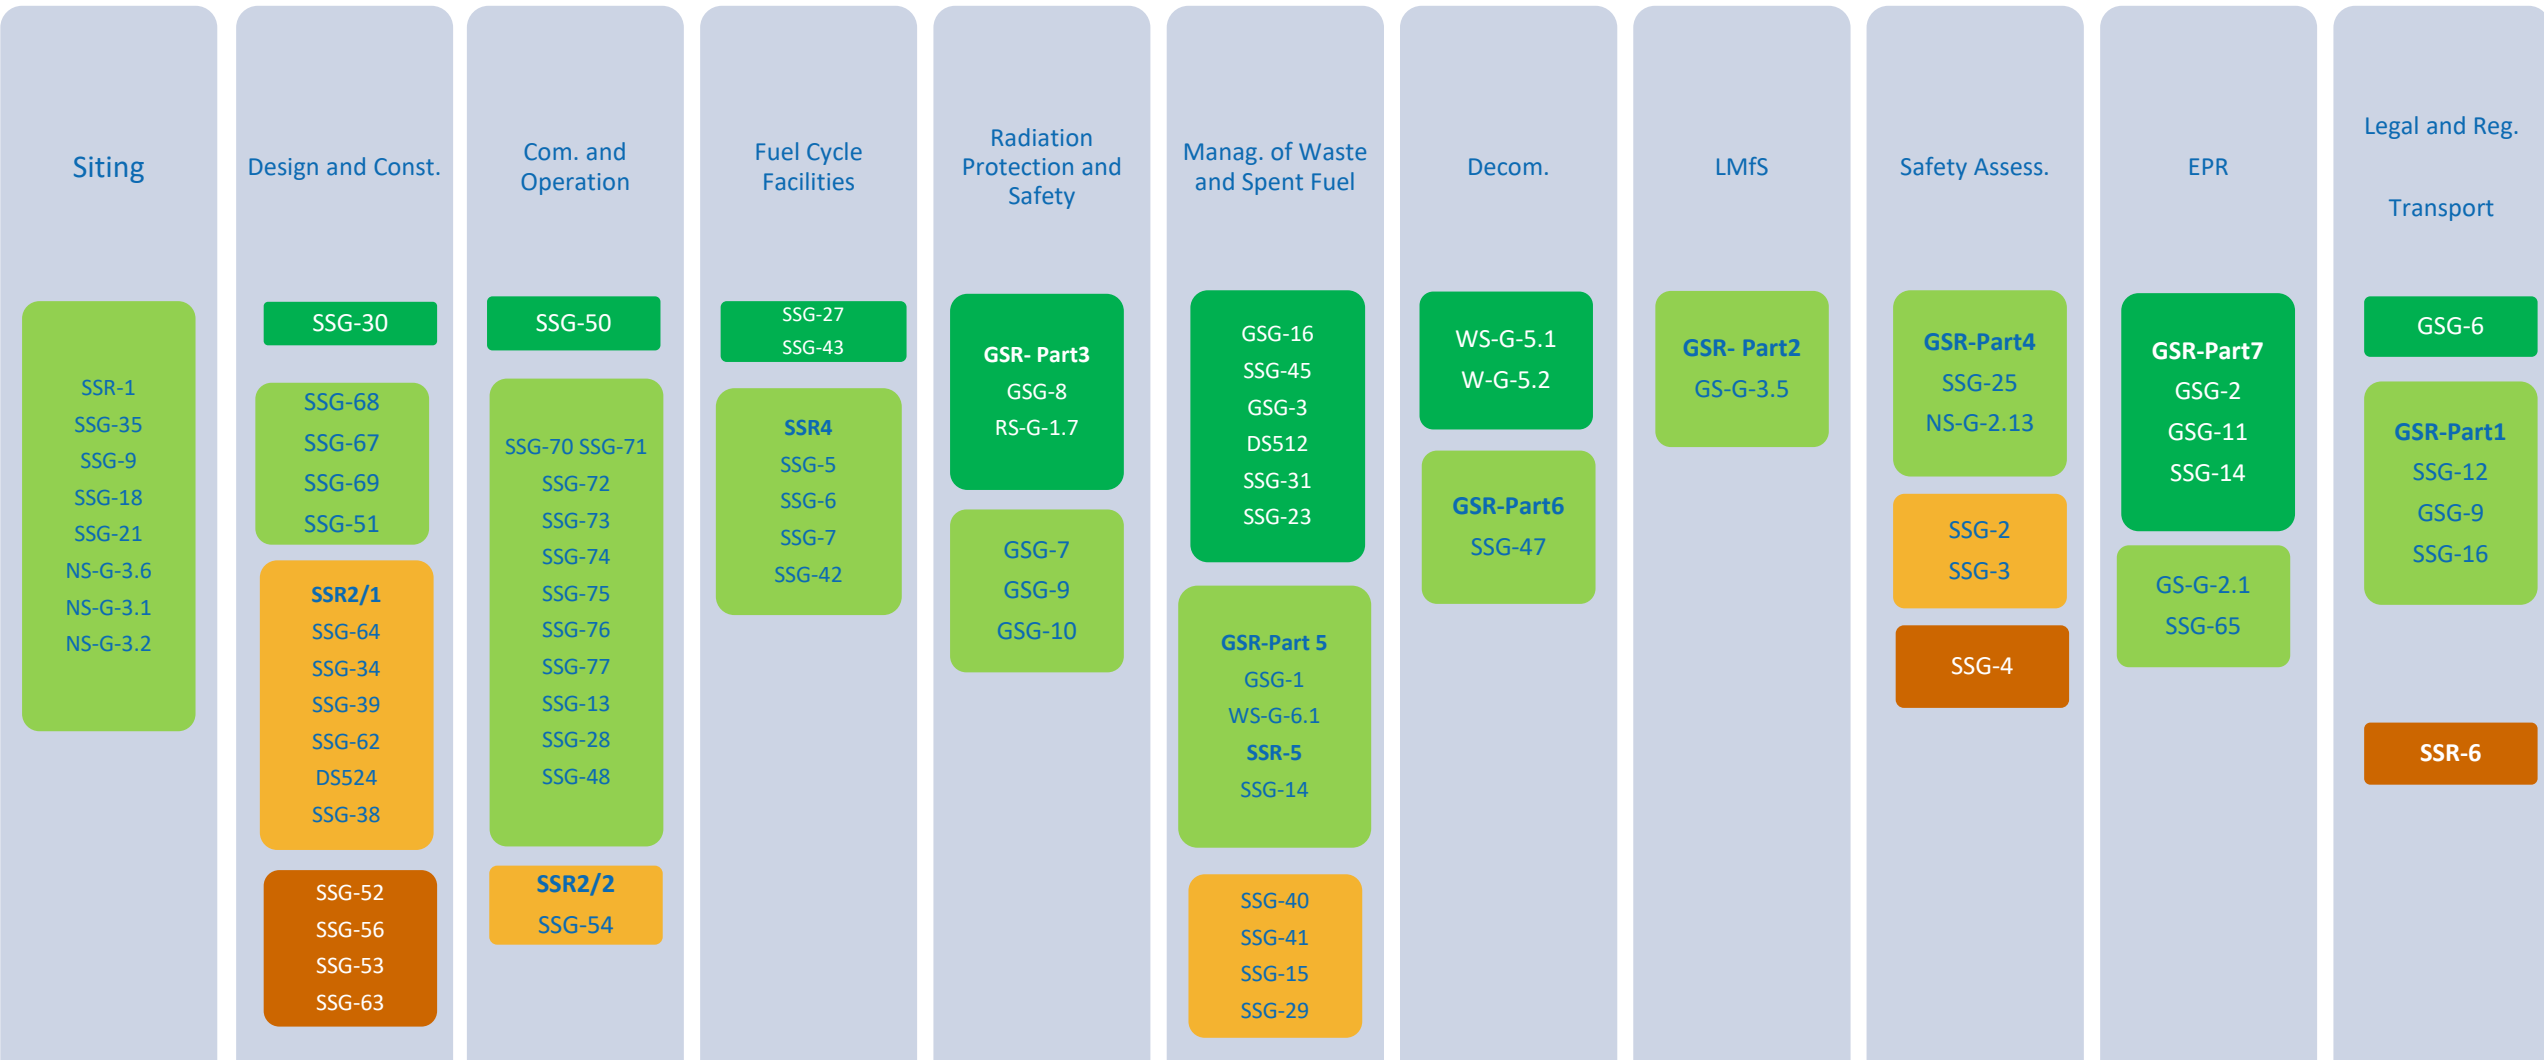 Siting
SSR-1
SSG-35
SSG-9
SSG-18
SSG-21
NS-G-3.6
NS-G-3.1
NS-G-3.2
Design and Const.
SSG-30
SSG-68
SSG-67
SSG-69
SSG-51
SSR2/1
SSG-64
SSG-34
SSG-39
SSG-62
DS524
SSG-38
SSG-52
SSG-56
SSG-53
SSG-63
Com. and
Operation
SSG-50
SSG-70 SSG-71
SSG-72
SSG-73
SSG-74
SSG-75
SSG-76
SSG-77
SSG-13
SSG-28
SSG-48
SSR2/2
SSG-54
Fuel Cycle
Facilities
SSG-27
SSG-43
SSR4
SSG-5
SSG-6
SSG-7
SSG-42
Radiation
Protection and
Safety
GSR- Part3
GSG-8
RS-G-1.7
GSG-7
GSG-9
GSG-10
Manag. of Waste
and Spent Fuel
GSG-16
SSG-45
GSG-3
DS512
SSG-31
SSG-23
GSR-Part 5
GSG-1
WS-G-6.1
SSR-5
SSG-14
SSG-40
SSG-41
SSG-15
SSG-29
Decom.
WS-G-5.1
W-G-5.2
GSR-Part6
SSG-47
LMfS
GSR- Part2
GS-G-3.5
Safety Assess.
GSR-Part4
SSG-25
NS-G-2.13
SSG-2
SSG-3
SSG-4
EPR
GSR-Part7
GSG-2
GSG-11
SSG-14
GS-G-2.1
SSG-65
Legal and Reg.
Transport
GSG-6
GSR-Part1
SSG-12
GSG-9
SSG-16
SSR-6